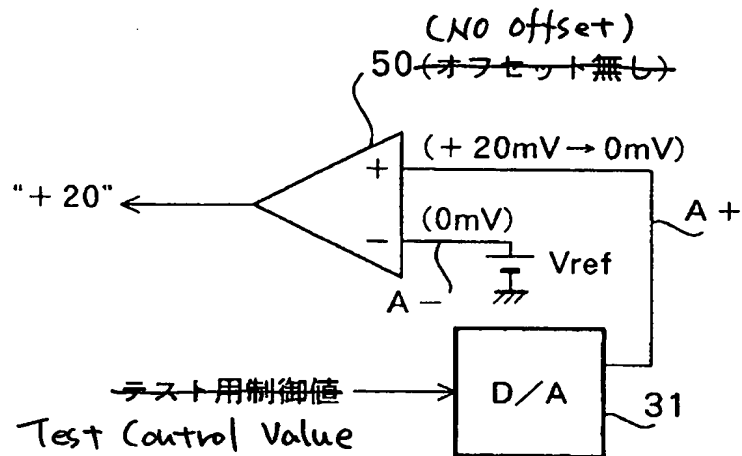 (NO Offset)
50 (オフセット無し)
+ (+ 20mV → 0mV)
"+ 20"
A +
− (0mV)
Vref
A −
テスト用制御値
D/A
31
Test Control Value